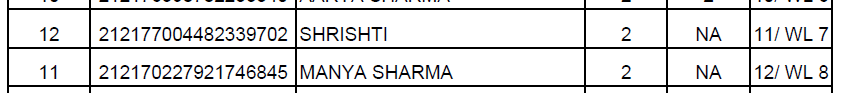 12 212177004482339702 SHRISHTI 2 NA 11/ WL 7
11 212170227921746845 MANYA SHARMA 2 NA 12/ WL 8